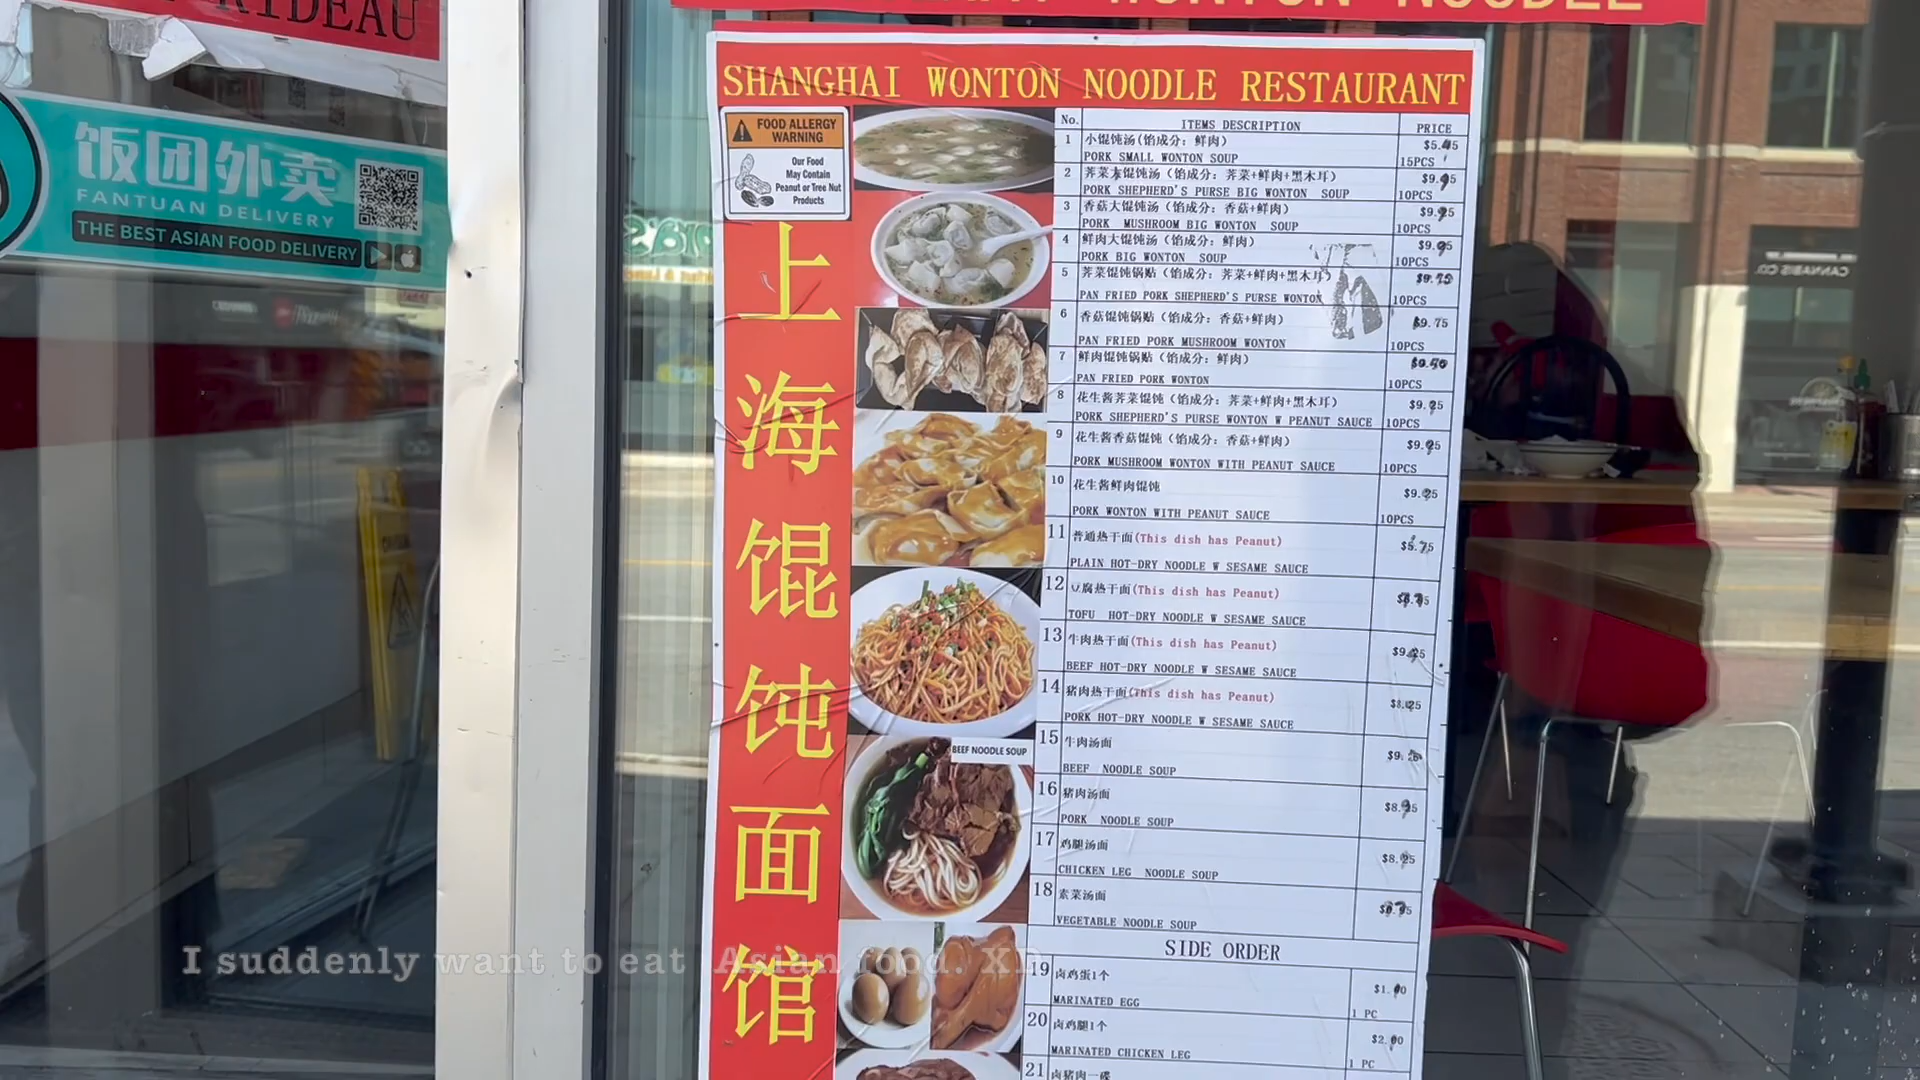 RIDEAU
饭团外卖
FANTUAN DELIVERY
THE BEST ASIAN FOOD DELIVERY
WONTON NOODLE
SHANGHAI WONTON NOODLE RESTAURANT
FOOD ALLERGY
WARNING
Our Food
May Contain
Peanut or Tree Nut
Products
上海馄饨面馆
BEEF NOODLE SOUP
No. ITEMS DESCRIPTION PRICE
1 小馄饨汤(馅成分: 鲜肉)
PORK SMALL WONTON SOUP 15PCS
2 荠菜大馄饨汤(馅成分: 荠菜+鲜肉+黑木耳)
PORK SHEPHERD'S PURSE BIG WONTON SOUP 10PCS
3 香菇大馄饨汤(馅成分: 香菇+鲜肉)
PORK MUSHROOM BIG WONTON SOUP 10PCS
4 鲜肉大馄饨汤(馅成分: 鲜肉)
PORK BIG WONTON SOUP 10PCS
5 荠菜馄饨锅贴(馅成分: 荠菜+鲜肉+黑木耳) $9.75
PAN FRIED PORK SHEPHERD'S PURSE WONTON 10PCS
6 香菇馄饨锅贴(馅成分: 香菇+鲜肉) $9.75
PAN FRIED PORK MUSHROOM WONTON 10PCS
7 鲜肉馄饨锅贴(馅成分: 鲜肉)
PAN FRIED PORK WONTON 10PCS
8 花生酱荠菜馄饨(馅成分: 荠菜+鲜肉+黑木耳) $9.25
PORK SHEPHERD'S PURSE WONTON W PEANUT SAUCE 10PCS
9 花生酱香菇馄饨(馅成分: 香菇+鲜肉)
PORK MUSHROOM WONTON WITH PEANUT SAUCE 10PCS
10 花生酱鲜肉馄饨 $9.25
PORK WONTON WITH PEANUT SAUCE 10PCS
11 普通热干面(This dish has Peanut) $5.75
PLAIN HOT-DRY NOODLE W SESAME SAUCE
12 豆腐热干面(This dish has Peanut)
TOFU HOT-DRY NOODLE W SESAME SAUCE
13 牛肉热干面(This dish has Peanut)
BEEF HOT-DRY NOODLE W SESAME SAUCE
14 猪肉热干面(This dish has Peanut)
PORK HOT-DRY NOODLE W SESAME SAUCE
15 牛肉汤面
BEEF NOODLE SOUP
16 猪肉汤面
PORK NOODLE SOUP
17 鸡腿汤面 $8.25
CHICKEN LEG NOODLE SOUP
18 素菜汤面
VEGETABLE NOODLE SOUP
SIDE ORDER
19 卤鸡蛋1个 $1.00
MARINATED EGG 1 PC
20 卤鸡腿1个 $2.00
MARINATED CHICKEN LEG 1 PC
21 卤猪肉一碟
CANNABIS CO.
I suddenly want to eat Asian food. XD